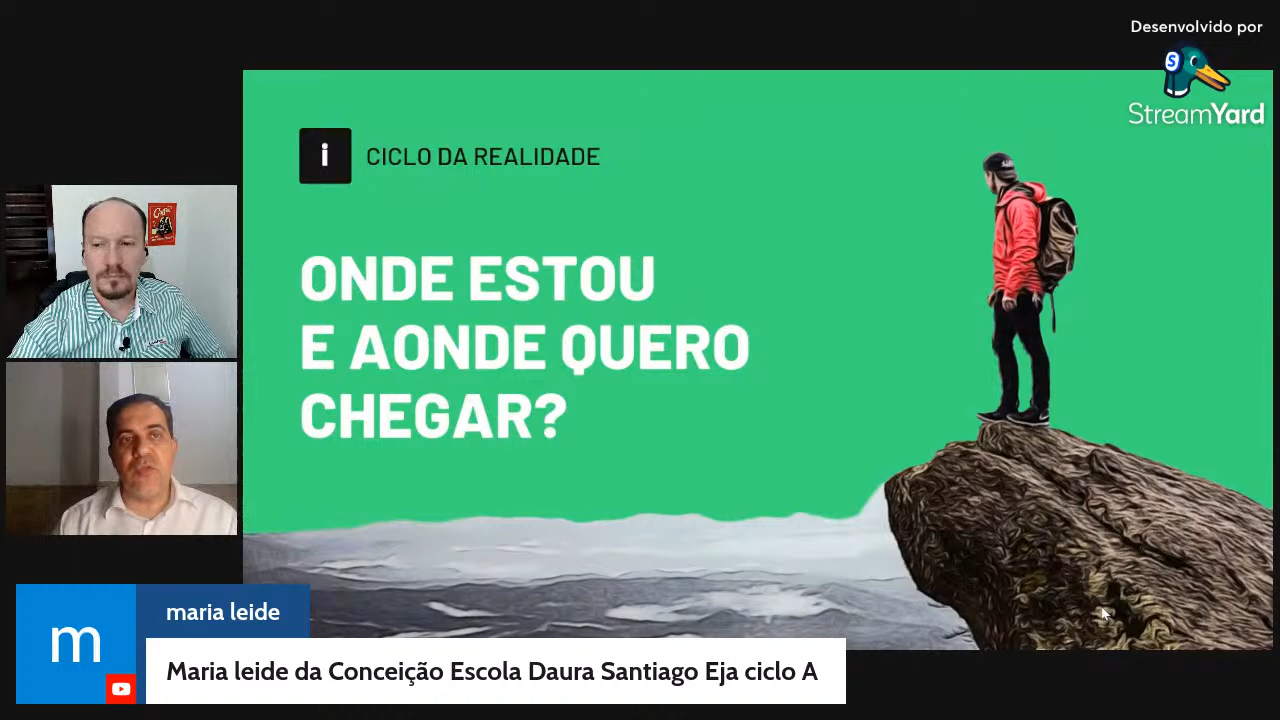 Desenvolvido por
StreamYard
i CICLO DA REALIDADE
ONDE ESTOU
E AONDE QUERO
CHEGAR?
m
maria leide
Maria leide da Conceição Escola Daura Santiago Eja ciclo A